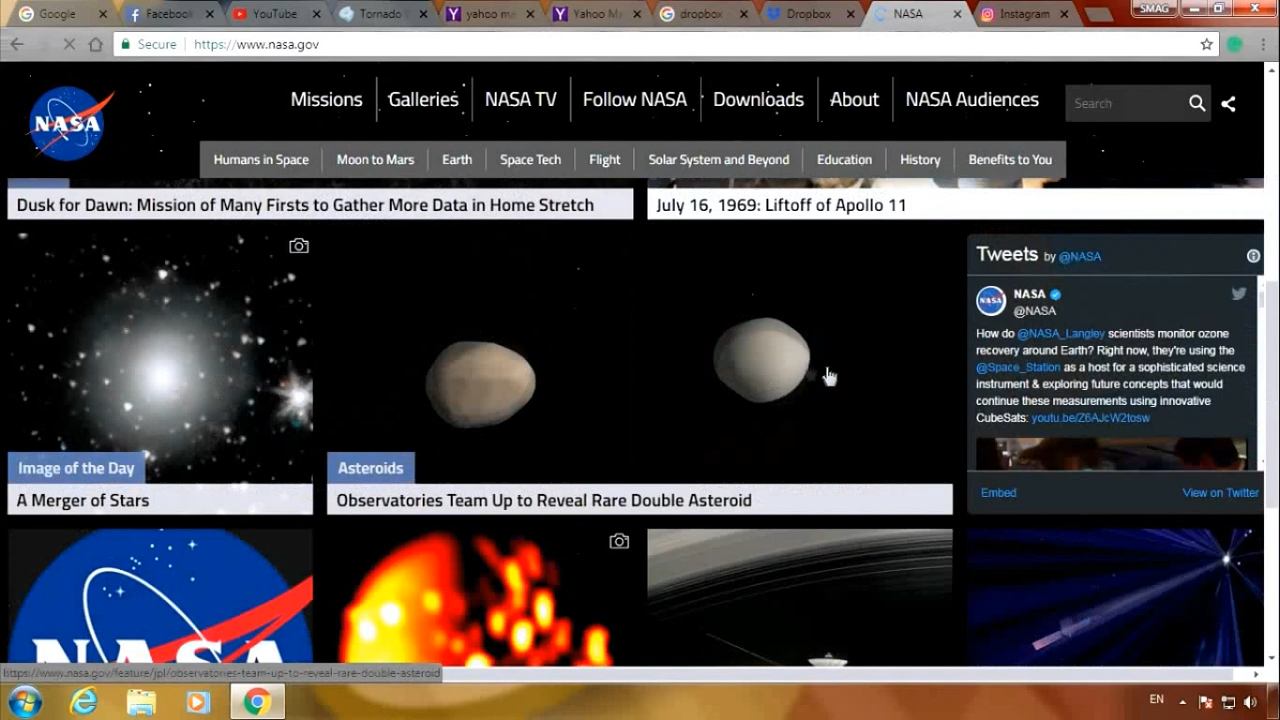 Google
Facebook
YouTube
Tornado
yahoo ma
Yahoo M
dropbox
Dropbox
NASA
Instagram
SMAG
Secure
https://www.nasa.gov
NASA
Missions
Galleries
NASA TV
Follow NASA
Downloads
About
NASA Audiences
Search
Humans in Space
Moon to Mars
Earth
Space Tech
Flight
Solar System and Beyond
Education
History
Benefits to You
Dusk for Dawn: Mission of Many Firsts to Gather More Data in Home Stretch
July 16, 1969: Liftoff of Apollo 11
Image of the Day
A Merger of Stars
Asteroids
Observatories Team Up to Reveal Rare Double Asteroid
Tweets by @NASA
NASA
NASA
@NASA
How do @NASA_Langley scientists monitor ozone
recovery around Earth? Right now, they're using the
@Space_Station as a host for a sophisticated science
instrument & exploring future concepts that would
continue these measurements using innovative
CubeSats: youtu.be/Z6AJcW2tosw
Embed
View on Twitter
NASA
https://www.nasa.gov/feature/jpl/observatories-team-up-to-reveal-rare-double-asteroid
EN